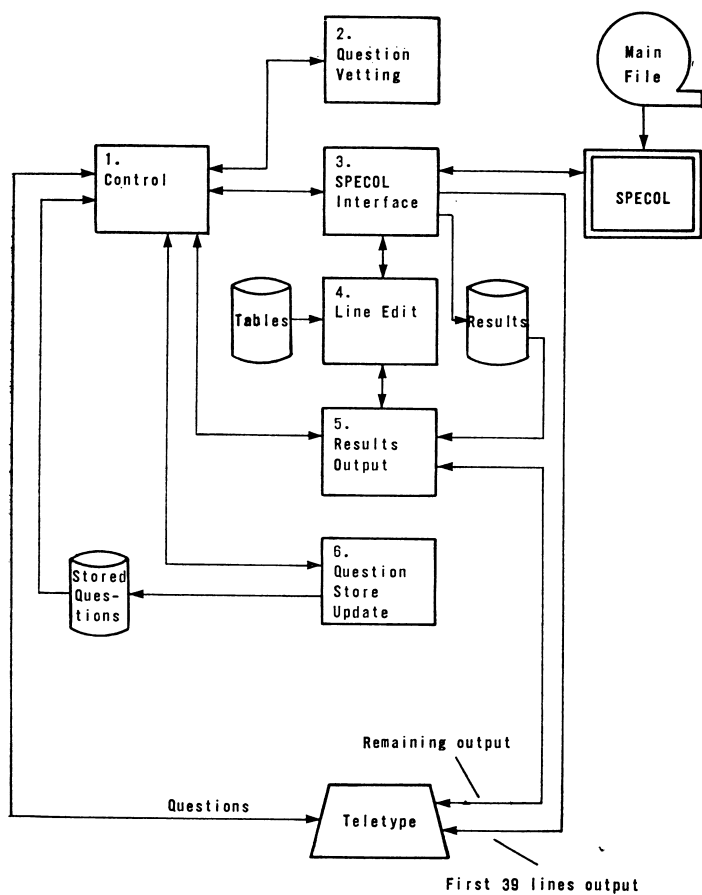 2.
Question
Vetting
Main
File
1.
Control
3.
SPECOL
Interface
SPECOL
Tables
4.
Line Edit
Results
5.
Results
Output
Stored
Ques-
tions
6.
Question
Store
Update
Remaining output
Questions
Teletype
First 39 lines output